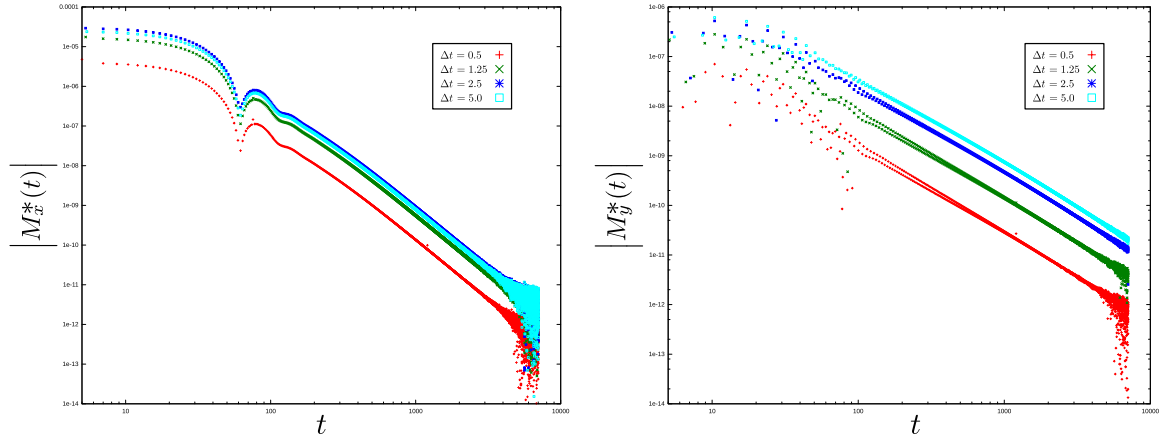 0.0001
1e-05
1e-06
1e-07
1e-08
1e-09
1e-10
1e-11
1e-12
1e-13
1e-14
10
100
1000
10000
t
|M*x(t)|
Δt = 0.5
Δt = 1.25
Δt = 2.5
Δt = 5.0
1e-06
1e-07
1e-08
1e-09
1e-10
1e-11
1e-12
1e-13
1e-14
10
100
1000
10000
t
|M*y(t)|
Δt = 0.5
Δt = 1.25
Δt = 2.5
Δt = 5.0